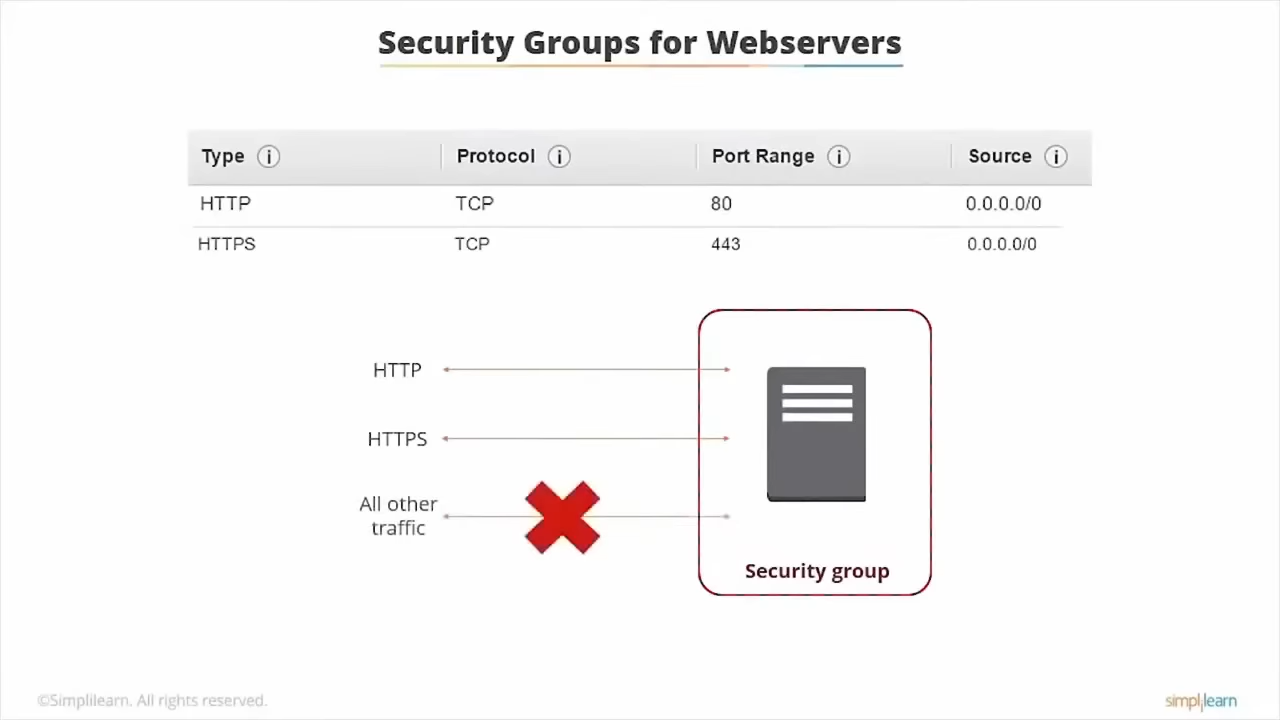 Security Groups for Webservers
Type i Protocol i Port Range i Source i
HTTP TCP 80 0.0.0.0/0
HTTPS TCP 443 0.0.0.0/0
HTTP
HTTPS
All other
traffic
Security group
©Simplilearn. All rights reserved.
simplilearn